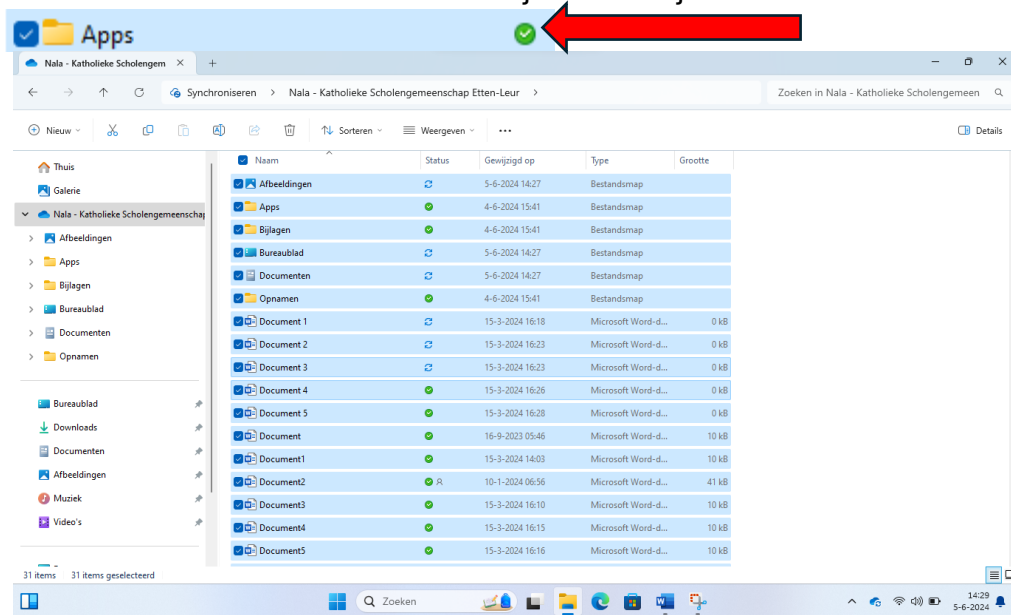 Apps
Nala - Katholieke Scholengem
Synchroniseren > Nala - Katholieke Scholengemeenschap Etten-Leur >
Zoeken in Nala - Katholieke Scholengemeen
Nieuw
Sorteren
Weergeven
Details
Thuis
Galerie
Nala - Katholieke Scholengemeenschap
Afbeeldingen
Apps
Bijlagen
Bureaublad
Documenten
Opnamen
Bureaublad
Downloads
Documenten
Afbeeldingen
Muziek
Video's
Naam Status Gewijzigd op Type Grootte
Afbeeldingen 5-6-2024 14:27 Bestandsmap
Apps 4-6-2024 15:41 Bestandsmap
Bijlagen 4-6-2024 15:41 Bestandsmap
Bureaublad 5-6-2024 14:27 Bestandsmap
Documenten 5-6-2024 14:27 Bestandsmap
Opnamen 4-6-2024 15:41 Bestandsmap
Document 1 15-3-2024 16:18 Microsoft Word-d... 0 kB
Document 2 15-3-2024 16:23 Microsoft Word-d... 0 kB
Document 3 15-3-2024 16:23 Microsoft Word-d... 0 kB
Document 4 15-3-2024 16:26 Microsoft Word-d... 0 kB
Document 5 15-3-2024 16:28 Microsoft Word-d... 0 kB
Document 16-9-2023 05:46 Microsoft Word-d... 10 kB
Document1 15-3-2024 14:03 Microsoft Word-d... 10 kB
Document2 10-1-2024 06:56 Microsoft Word-d... 41 kB
Document3 15-3-2024 16:10 Microsoft Word-d... 10 kB
Document4 15-3-2024 16:15 Microsoft Word-d... 10 kB
Document5 15-3-2024 16:16 Microsoft Word-d... 10 kB
31 items 31 items geselecteerd
Zoeken
14:29
5-6-2024